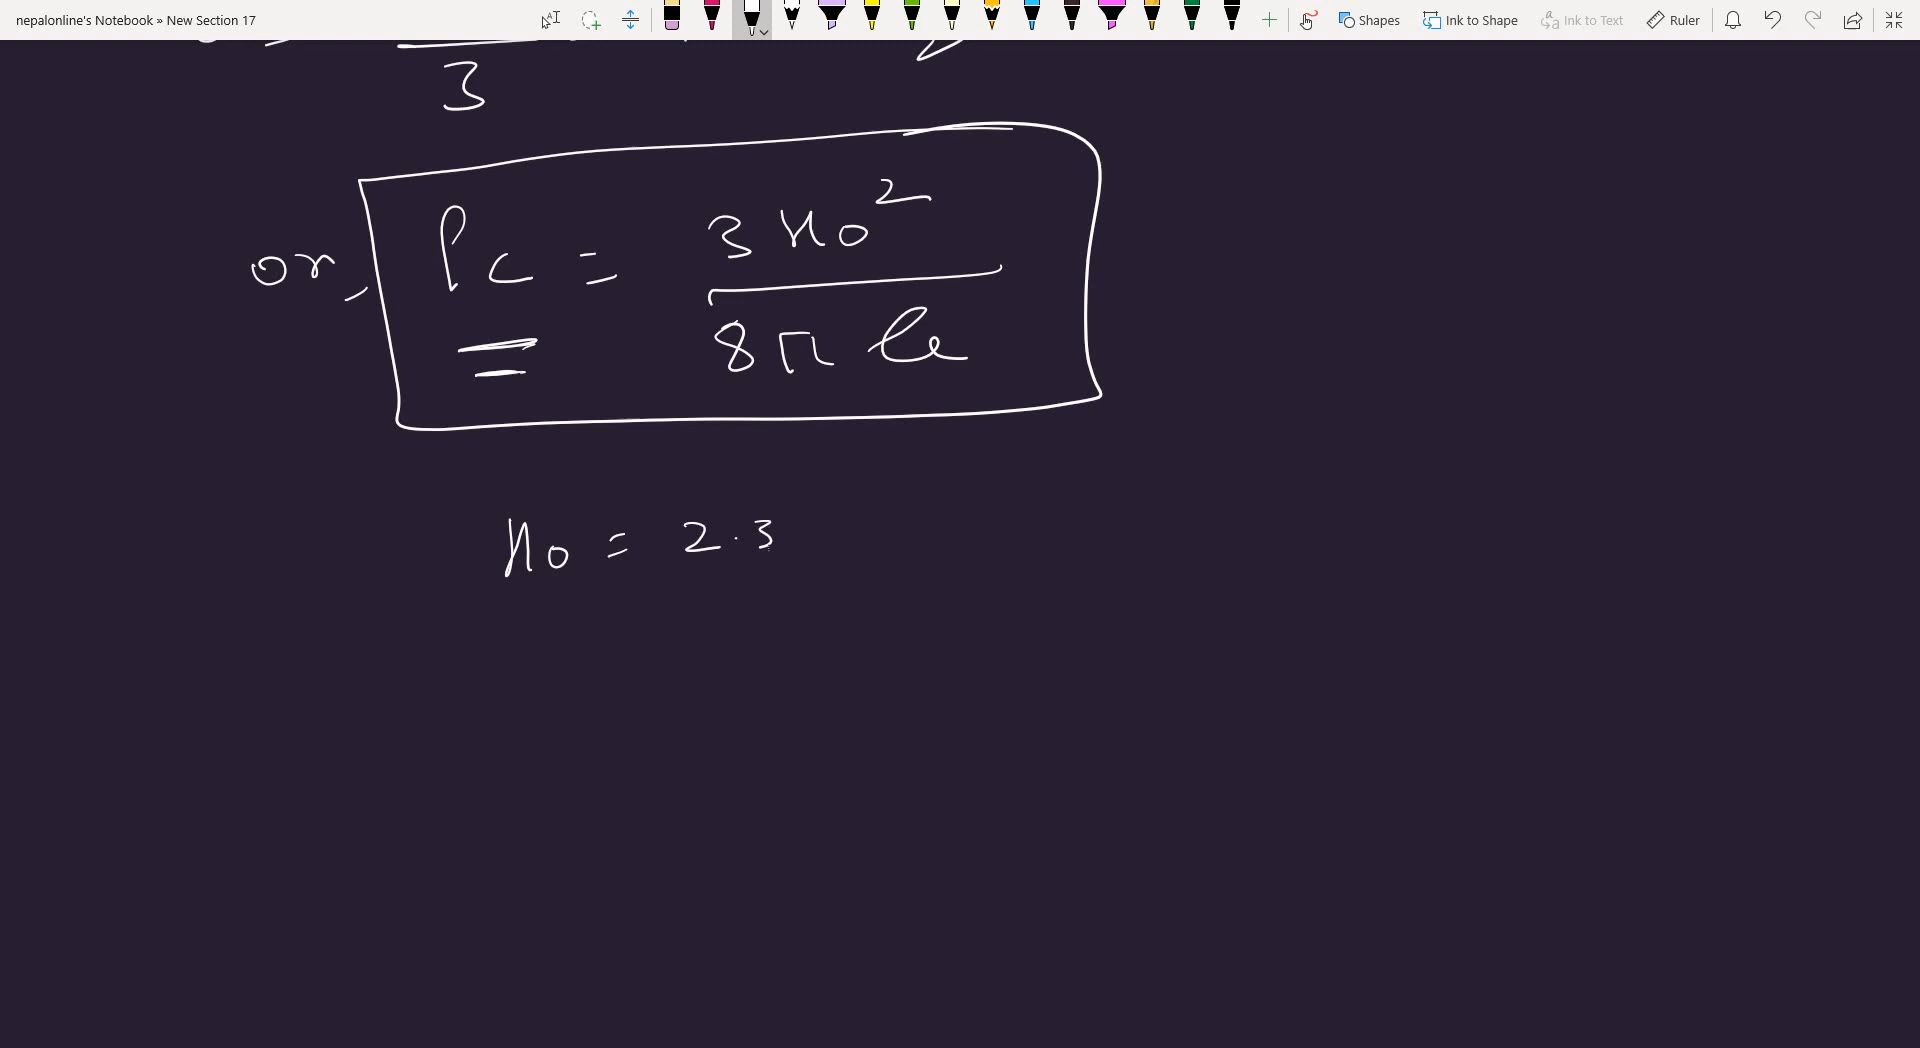 nepalonline's Notebook » New Section 17
Shapes
Ink to Shape
Ink to Text
Ruler
3
or, ρc = 3H₀² / 8πG
H₀ = 2.3